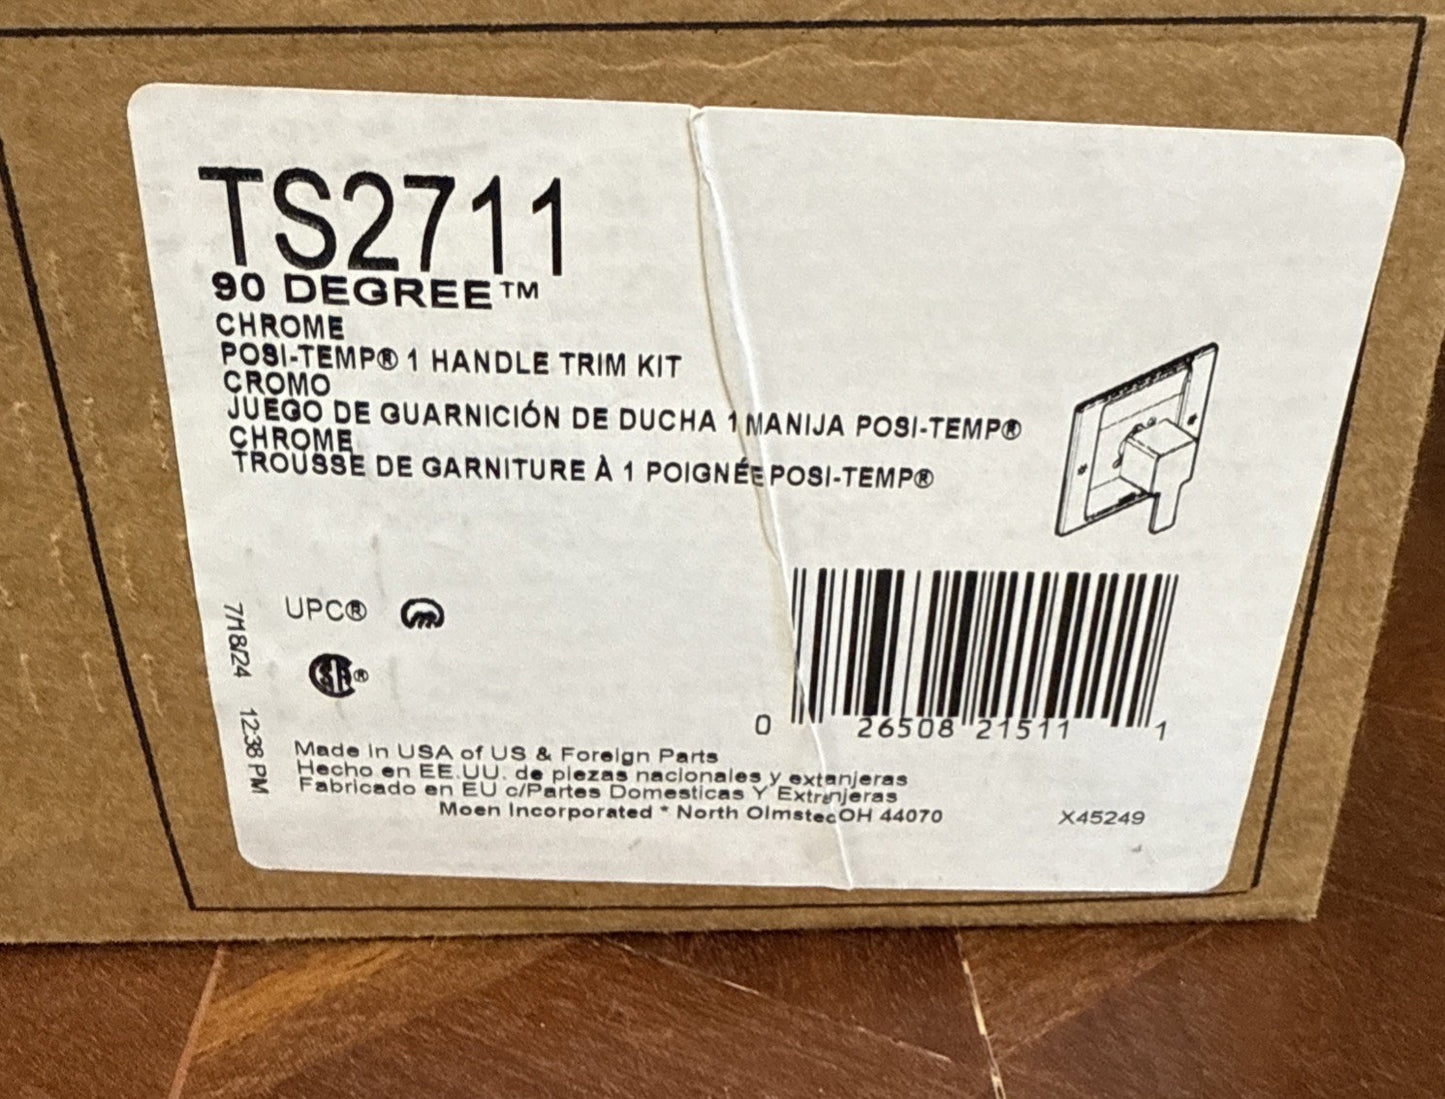 TS2711
90 DEGREE™
CHROME
POSI-TEMP® 1 HANDLE TRIM KIT
CROMO
JUEGO DE GUARNICIÓN DE DUCHA 1 MANIJA POSI-TEMP®
CHROME
TROUSSE DE GARNITURE À 1 POIGNÉE POSI-TEMP®
7/18/24 12:38 PM
UPC®
®
0 26508 21511 1
Made in USA of US & Foreign Parts
Hecho en EE.UU. de piezas nacionales y extanjeras
Fabricado en EU c/Partes Domesticas Y Extranjeras
Moen Incorporated * North Olmstec OH 44070
X45249